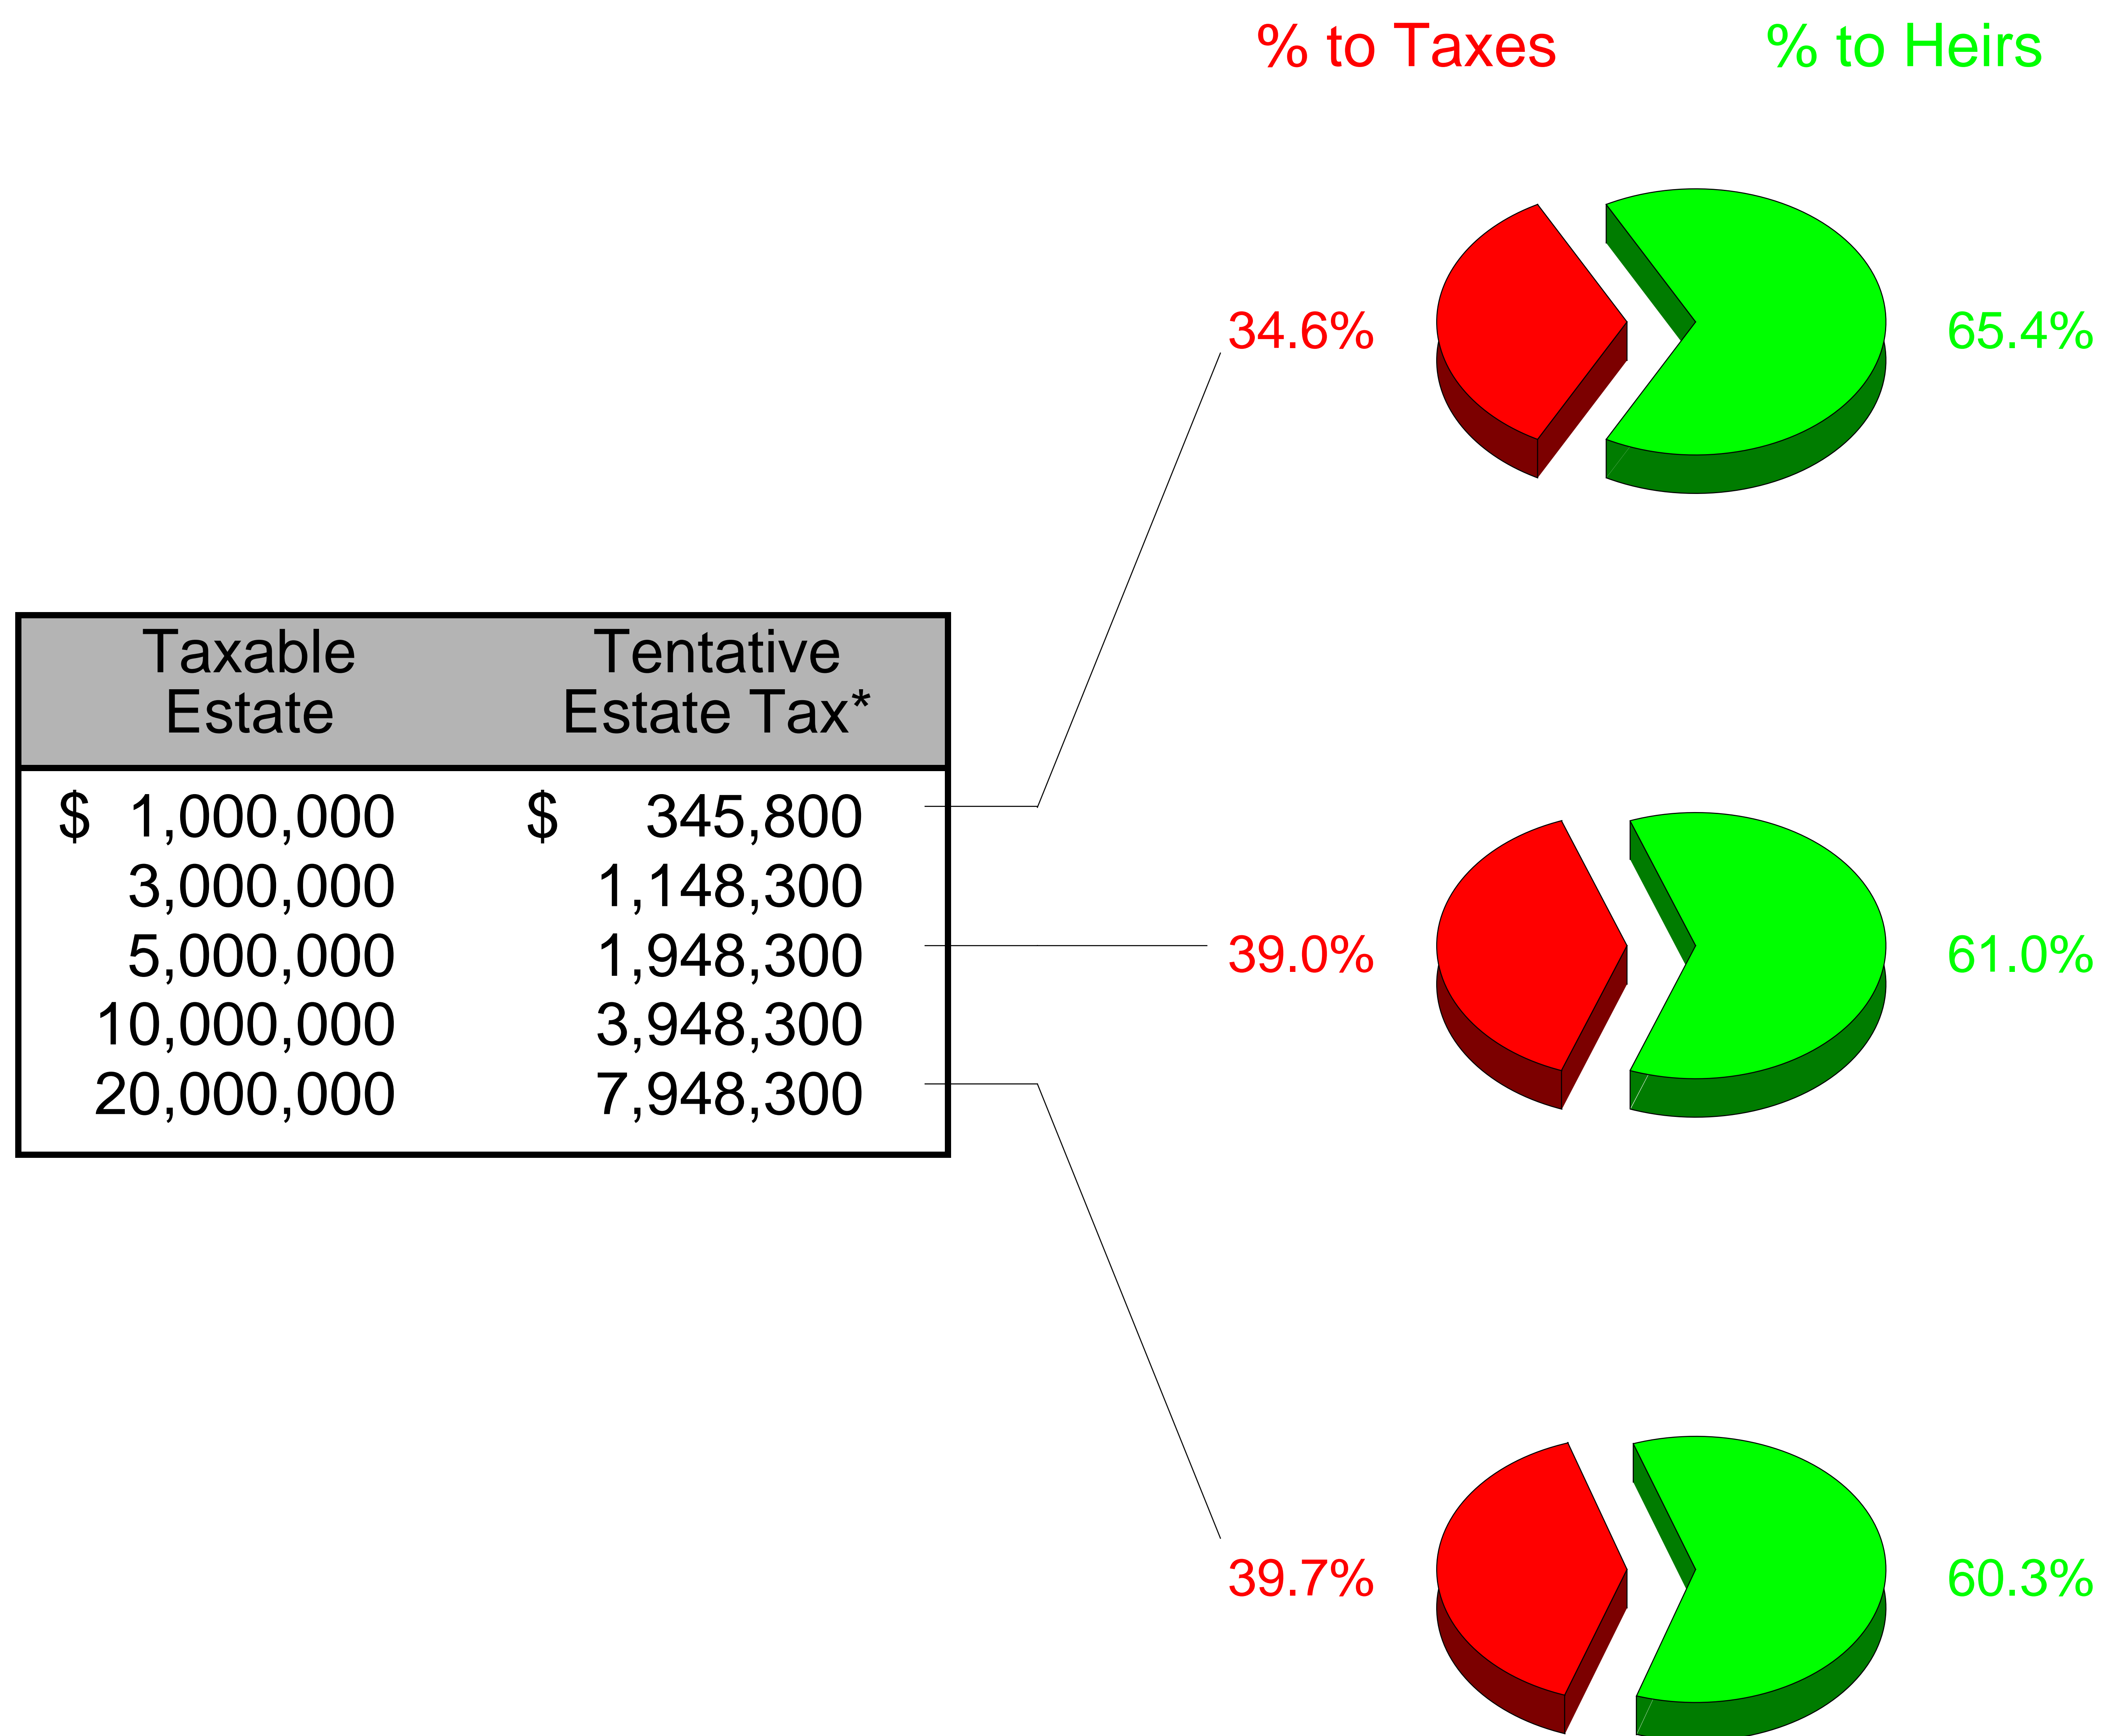 % to Taxes % to Heirs
34.6% 65.4%
Taxable Tentative
Estate Estate Tax*
$ 1,000,000 $ 345,800
3,000,000 1,148,300
5,000,000 1,948,300
39.0% 61.0%
10,000,000 3,948,300
20,000,000 7,948,300
39.7% 60.3%